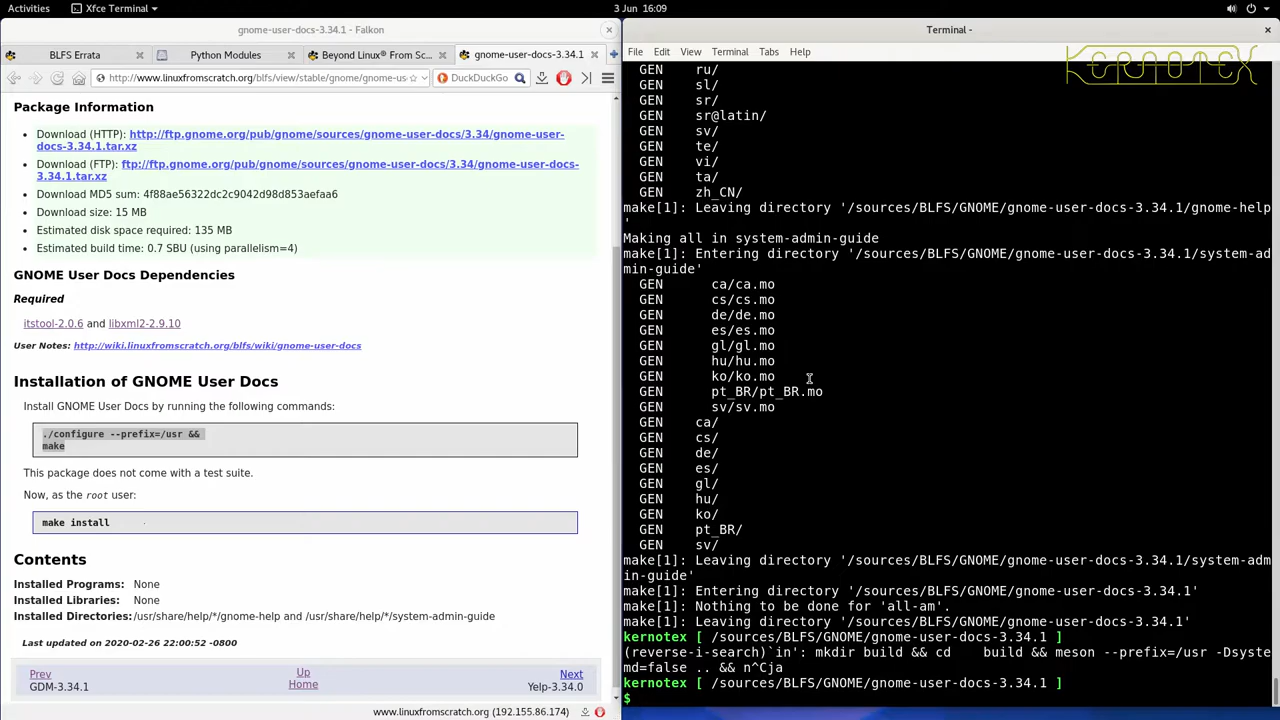 Activities
Xfce Terminal
3 Jun 16:09
gnome-user-docs-3.34.1 - Falkon
BLFS Errata
Python Modules
Beyond Linux® From Sc...
gnome-user-docs-3.34.1
http://www.linuxfromscratch.org/blfs/view/stable/gnome/gnome-us
DuckDuckGo
Package Information
Download (HTTP): http://ftp.gnome.org/pub/gnome/sources/gnome-user-docs/3.34/gnome-user-
docs-3.34.1.tar.xz
Download (FTP): ftp://ftp.gnome.org/pub/gnome/sources/gnome-user-docs/3.34/gnome-user-docs-
3.34.1.tar.xz
Download MD5 sum: 4f88ae56322dc2c9042d98d853aefaa6
Download size: 15 MB
Estimated disk space required: 135 MB
Estimated build time: 0.7 SBU (using parallelism=4)
GNOME User Docs Dependencies
Required
itstool-2.0.6 and libxml2-2.9.10
User Notes: http://wiki.linuxfromscratch.org/blfs/wiki/gnome-user-docs
Installation of GNOME User Docs
Install GNOME User Docs by running the following commands:
./configure --prefix=/usr &&
make
This package does not come with a test suite.
Now, as the root user:
make install
Contents
Installed Programs: None
Installed Libraries: None
Installed Directories: /usr/share/help/*/gnome-help and /usr/share/help/*/system-admin-guide
Last updated on 2020-02-26 22:00:52 -0800
Prev
GDM-3.34.1
Up
Home
Next
Yelp-3.34.0
www.linuxfromscratch.org (192.155.86.174)
Terminal -
File Edit View Terminal Tabs Help
KERNOTEX
GEN ru/
GEN sl/
GEN sr/
GEN sr@latin/
GEN sv/
GEN te/
GEN vi/
GEN ta/
GEN zh_CN/
make[1]: Leaving directory '/sources/BLFS/GNOME/gnome-user-docs-3.34.1/gnome-help
'
Making all in system-admin-guide
make[1]: Entering directory '/sources/BLFS/GNOME/gnome-user-docs-3.34.1/system-ad
min-guide'
GEN ca/ca.mo
GEN cs/cs.mo
GEN de/de.mo
GEN es/es.mo
GEN gl/gl.mo
GEN hu/hu.mo
GEN ko/ko.mo
GEN pt_BR/pt_BR.mo
GEN sv/sv.mo
GEN ca/
GEN cs/
GEN de/
GEN es/
GEN gl/
GEN hu/
GEN ko/
GEN pt_BR/
GEN sv/
make[1]: Leaving directory '/sources/BLFS/GNOME/gnome-user-docs-3.34.1/system-adm
in-guide'
make[1]: Entering directory '/sources/BLFS/GNOME/gnome-user-docs-3.34.1'
make[1]: Nothing to be done for 'all-am'.
make[1]: Leaving directory '/sources/BLFS/GNOME/gnome-user-docs-3.34.1'
kernotex [ /sources/BLFS/GNOME/gnome-user-docs-3.34.1 ]
(reverse-i-search)`in': mkdir build && cd    build && meson --prefix=/usr -Dsyste
md=false .. && n^Cja
kernotex [ /sources/BLFS/GNOME/gnome-user-docs-3.34.1 ]
$